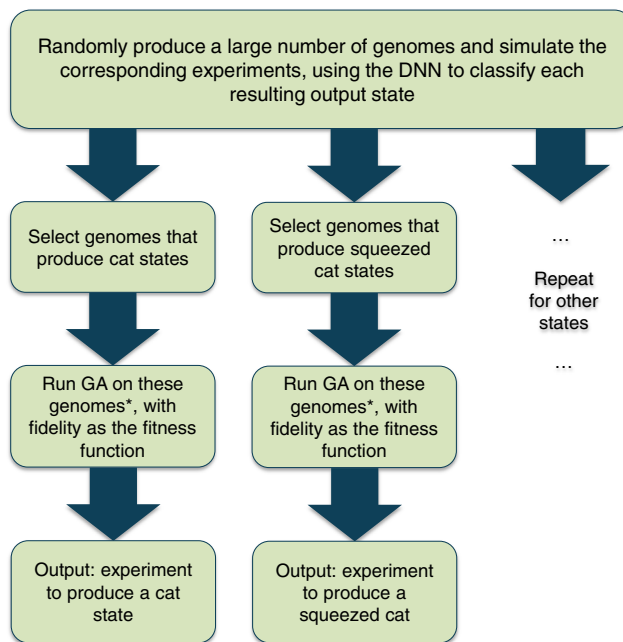 Randomly produce a large number of genomes and simulate the
corresponding experiments, using the DNN to classify each
resulting output state
Select genomes that
produce cat states
Select genomes that
produce squeezed
cat states
...
Repeat
for other
states
...
Run GA on these
genomes*, with
fidelity as the fitness
function
Run GA on these
genomes*, with
fidelity as the fitness
function
Output: experiment
to produce a cat
state
Output: experiment
to produce a
squeezed cat